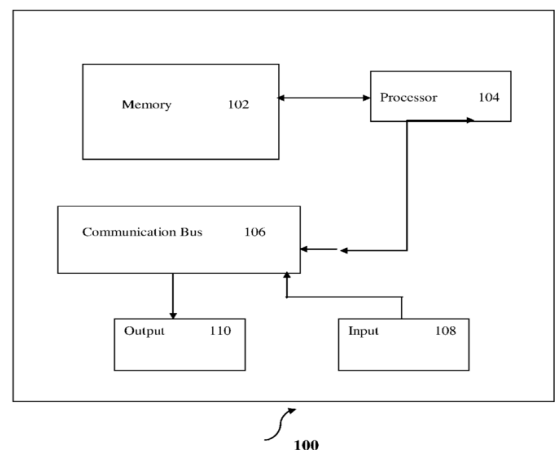 Memory 102
Processor 104
Communication Bus 106
Output 110
Input 108
100